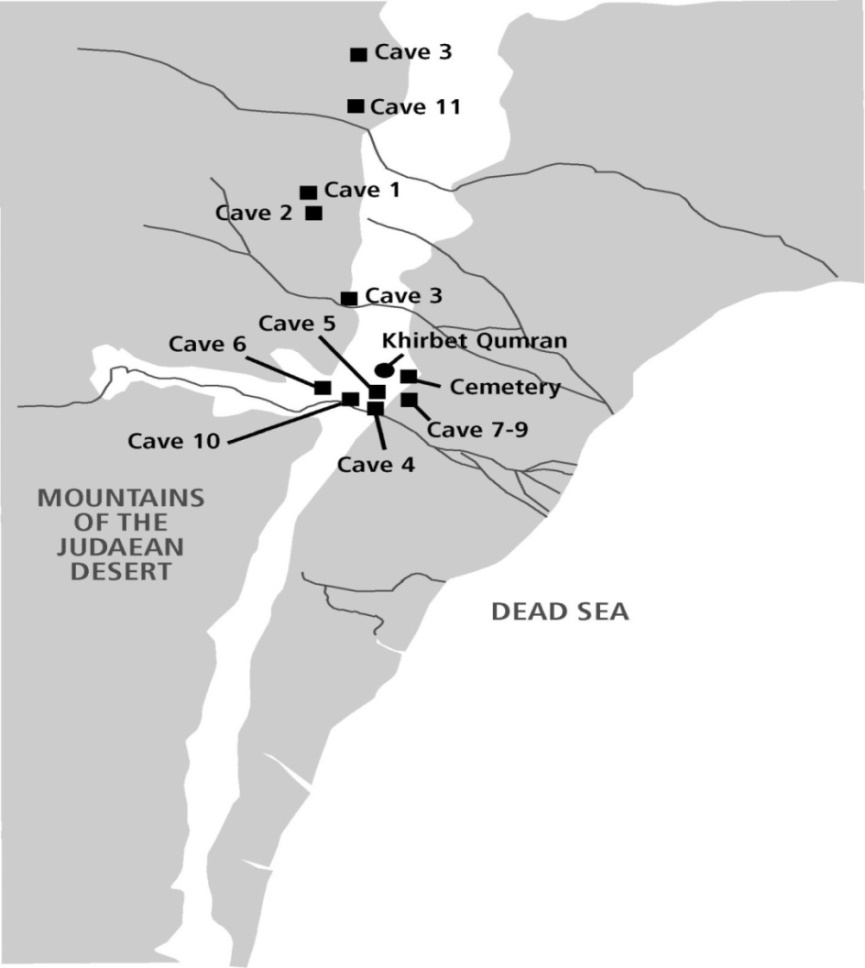 Cave 3
Cave 11
Cave 1
Cave 2
Cave 3
Cave 5
Khirbet Qumran
Cave 6
Cemetery
Cave 7-9
Cave 10
Cave 4
MOUNTAINS
OF THE
JUDAEAN
DESERT
DEAD SEA